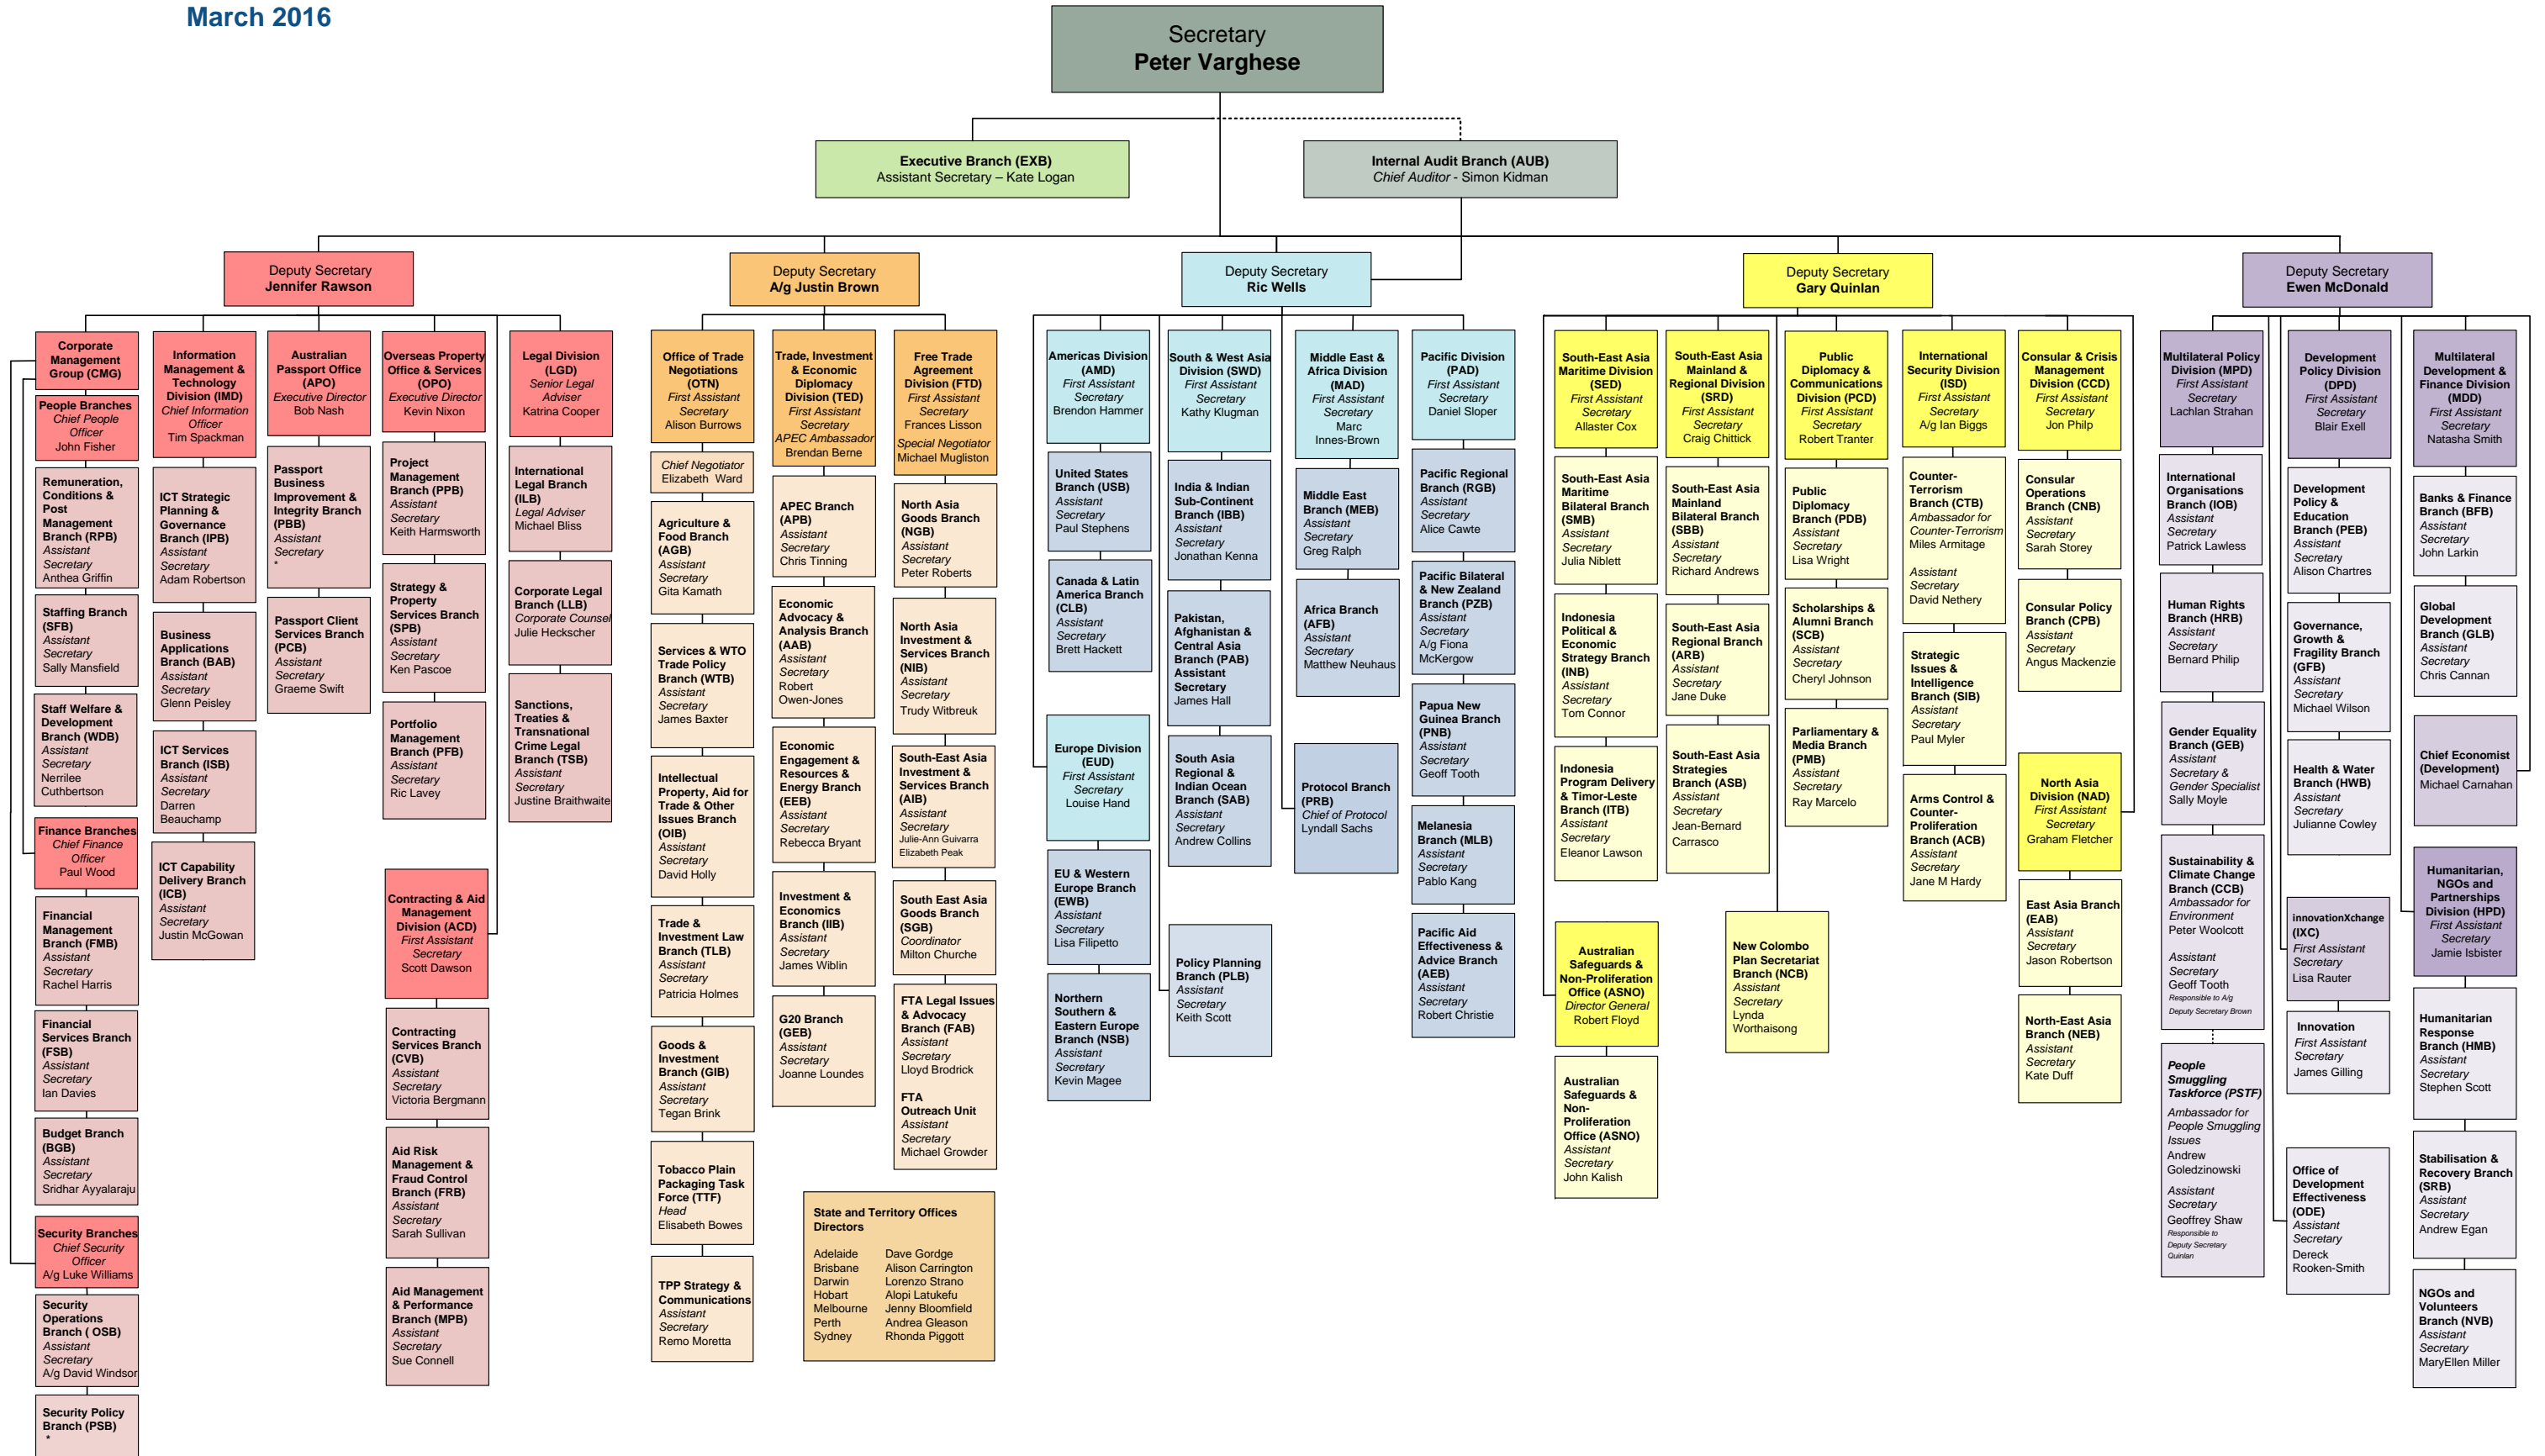 March 2016
Secretary
Peter Varghese
Executive Branch (EXB)
Assistant Secretary – Kate Logan
Internal Audit Branch (AUB)
Chief Auditor - Simon Kidman
Deputy Secretary
Jennifer Rawson
Deputy Secretary
A/g Justin Brown
Deputy Secretary
Ric Wells
Deputy Secretary
Gary Quinlan
Deputy Secretary
Ewen McDonald
Corporate
Management
Group (CMG)
People Branches
Chief People
Officer
John Fisher
Remuneration,
Conditions &
Post
Management
Branch (RPB)
Assistant
Secretary
Anthea Griffin
Staffing Branch
(SFB)
Assistant
Secretary
Sally Mansfield
Staff Welfare &
Development
Branch (WDB)
Assistant
Secretary
Nerrilee
Cuthbertson
Finance Branches
Chief Finance
Officer
Paul Wood
Financial
Management
Branch (FMB)
Assistant
Secretary
Rachel Harris
Financial
Services Branch
(FSB)
Assistant
Secretary
Ian Davies
Budget Branch
(BGB)
Assistant
Secretary
Sridhar Ayyalaraju
Security Branches
Chief Security
Officer
A/g Luke Williams
Security
Operations
Branch ( OSB)
Assistant
Secretary
A/g David Windsor
Security Policy
Branch (PSB)
*
Information
Management &
Technology
Division (IMD)
Chief Information
Officer
Tim Spackman
ICT Strategic
Planning &
Governance
Branch (IPB)
Assistant
Secretary
Adam Robertson
Business
Applications
Branch (BAB)
Assistant
Secretary
Glenn Peisley
ICT Services
Branch (ISB)
Assistant
Secretary
Darren
Beauchamp
ICT Capability
Delivery Branch
(ICB)
Assistant
Secretary
Justin McGowan
Australian
Passport Office
(APO)
Executive Director
Bob Nash
Passport
Business
Improvement &
Integrity Branch
(PBB)
Assistant
Secretary
*
Passport Client
Services Branch
(PCB)
Assistant
Secretary
Graeme Swift
Overseas Property
Office & Services
(OPO)
Executive Director
Kevin Nixon
Project
Management
Branch (PPB)
Assistant
Secretary
Keith Harmsworth
Strategy &
Property
Services Branch
(SPB)
Assistant
Secretary
Ken Pascoe
Portfolio
Management
Branch (PFB)
Assistant
Secretary
Ric Lavey
Contracting & Aid
Management
Division (ACD)
First Assistant
Secretary
Scott Dawson
Contracting
Services Branch
(CVB)
Assistant
Secretary
Victoria Bergmann
Aid Risk
Management &
Fraud Control
Branch (FRB)
Assistant
Secretary
Sarah Sullivan
Aid Management
& Performance
Branch (MPB)
Assistant
Secretary
Sue Connell
Legal Division
(LGD)
Senior Legal
Adviser
Katrina Cooper
International
Legal Branch
(ILB)
Legal Adviser
Michael Bliss
Corporate Legal
Branch (LLB)
Corporate Counsel
Julie Heckscher
Sanctions,
Treaties &
Transnational
Crime Legal
Branch (TSB)
Assistant
Secretary
Justine Braithwaite
Office of Trade
Negotiations
(OTN)
First Assistant
Secretary
Alison Burrows
Chief Negotiator
Elizabeth Ward
Agriculture &
Food Branch
(AGB)
Assistant
Secretary
Gita Kamath
Services & WTO
Trade Policy
Branch (WTB)
Assistant
Secretary
James Baxter
Intellectual
Property, Aid for
Trade & Other
Issues Branch
(OIB)
Assistant
Secretary
David Holly
Trade &
Investment Law
Branch (TLB)
Assistant
Secretary
Patricia Holmes
Goods &
Investment
Branch (GIB)
Assistant
Secretary
Tegan Brink
Tobacco Plain
Packaging Task
Force (TTF)
Head
Elisabeth Bowes
TPP Strategy &
Communications
Assistant
Secretary
Remo Moretta
Trade, Investment
& Economic
Diplomacy
Division (TED)
First Assistant
Secretary
APEC Ambassador
Brendan Berne
APEC Branch
(APB)
Assistant
Secretary
Chris Tinning
Economic
Advocacy &
Analysis Branch
(AAB)
Assistant
Secretary
Robert
Owen-Jones
Economic
Engagement &
Resources &
Energy Branch
(EEB)
Assistant
Secretary
Rebecca Bryant
Investment &
Economics
Branch (IIB)
Assistant
Secretary
James Wiblin
G20 Branch
(GEB)
Assistant
Secretary
Joanne Loundes
Free Trade
Agreement
Division (FTD)
First Assistant
Secretary
Frances Lisson
Special Negotiator
Michael Mugliston
North Asia
Goods Branch
(NGB)
Assistant
Secretary
Peter Roberts
North Asia
Investment &
Services Branch
(NIB)
Assistant
Secretary
Trudy Witbreuk
South-East Asia
Investment &
Services Branch
(AIB)
Assistant
Secretary
Julie-Ann Guivarra
Elizabeth Peak
South East Asia
Goods Branch
(SGB)
Coordinator
Milton Churche
FTA Legal Issues
& Advocacy
Branch (FAB)
Assistant
Secretary
Lloyd Brodrick
FTA
Outreach Unit
Assistant
Secretary
Michael Growder
State and Territory Offices
Directors
Adelaide Dave Gordge
Brisbane Alison Carrington
Darwin Lorenzo Strano
Hobart Alopi Latukefu
Melbourne Jenny Bloomfield
Perth Andrea Gleason
Sydney Rhonda Piggott
Americas Division
(AMD)
First Assistant
Secretary
Brendon Hammer
United States
Branch (USB)
Assistant
Secretary
Paul Stephens
Canada & Latin
America Branch
(CLB)
Assistant
Secretary
Brett Hackett
Europe Division
(EUD)
First Assistant
Secretary
Louise Hand
EU & Western
Europe Branch
(EWB)
Assistant
Secretary
Lisa Filipetto
Northern
Southern &
Eastern Europe
Branch (NSB)
Assistant
Secretary
Kevin Magee
South & West Asia
Division (SWD)
First Assistant
Secretary
Kathy Klugman
India & Indian
Sub-Continent
Branch (IBB)
Assistant
Secretary
Jonathan Kenna
Pakistan,
Afghanistan &
Central Asia
Branch (PAB)
Assistant
Secretary
James Hall
South Asia
Regional &
Indian Ocean
Branch (SAB)
Assistant
Secretary
Andrew Collins
Policy Planning
Branch (PLB)
Assistant
Secretary
Keith Scott
Middle East &
Africa Division
(MAD)
First Assistant
Secretary
Marc
Innes-Brown
Middle East
Branch (MEB)
Assistant
Secretary
Greg Ralph
Africa Branch
(AFB)
Assistant
Secretary
Matthew Neuhaus
Protocol Branch
(PRB)
Chief of Protocol
Lyndall Sachs
Pacific Division
(PAD)
First Assistant
Secretary
Daniel Sloper
Pacific Regional
Branch (RGB)
Assistant
Secretary
Alice Cawte
Pacific Bilateral
& New Zealand
Branch (PZB)
Assistant
Secretary
A/g Fiona
McKergow
Papua New
Guinea Branch
(PNB)
Assistant
Secretary
Geoff Tooth
Melanesia
Branch (MLB)
Assistant
Secretary
Pablo Kang
Pacific Aid
Effectiveness &
Advice Branch
(AEB)
Assistant
Secretary
Robert Christie
South-East Asia
Maritime Division
(SED)
First Assistant
Secretary
Allaster Cox
South-East Asia
Maritime
Bilateral Branch
(SMB)
Assistant
Secretary
Julia Niblett
Indonesia
Political &
Economic
Strategy Branch
(INB)
Assistant
Secretary
Tom Connor
Indonesia
Program Delivery
& Timor-Leste
Branch (ITB)
Assistant
Secretary
Eleanor Lawson
Australian
Safeguards &
Non-Proliferation
Office (ASNO)
Director General
Robert Floyd
Australian
Safeguards &
Non-
Proliferation
Office (ASNO)
Assistant
Secretary
John Kalish
South-East Asia
Mainland &
Regional Division
(SRD)
First Assistant
Secretary
Craig Chittick
South-East Asia
Mainland
Bilateral Branch
(SBB)
Assistant
Secretary
Richard Andrews
South-East Asia
Regional Branch
(ARB)
Assistant
Secretary
Jane Duke
South-East Asia
Strategies
Branch (ASB)
Assistant
Secretary
Jean-Bernard
Carrasco
Public
Diplomacy &
Communications
Division (PCD)
First Assistant
Secretary
Robert Tranter
Public
Diplomacy
Branch (PDB)
Assistant
Secretary
Lisa Wright
Scholarships &
Alumni Branch
(SCB)
Assistant
Secretary
Cheryl Johnson
Parliamentary &
Media Branch
(PMB)
Assistant
Secretary
Ray Marcelo
New Colombo
Plan Secretariat
Branch (NCB)
Assistant
Secretary
Lynda
Worthaisong
International
Security Division
(ISD)
First Assistant
Secretary
A/g Ian Biggs
Counter-
Terrorism
Branch (CTB)
Ambassador for
Counter-Terrorism
Miles Armitage
Assistant
Secretary
David Nethery
Strategic
Issues &
Intelligence
Branch (SIB)
Assistant
Secretary
Paul Myler
Arms Control &
Counter-
Proliferation
Branch (ACB)
Assistant
Secretary
Jane M Hardy
Consular & Crisis
Management
Division (CCD)
First Assistant
Secretary
Jon Philp
Consular
Operations
Branch (CNB)
Assistant
Secretary
Sarah Storey
Consular Policy
Branch (CPB)
Assistant
Secretary
Angus Mackenzie
North Asia
Division (NAD)
First Assistant
Secretary
Graham Fletcher
East Asia Branch
(EAB)
Assistant
Secretary
Jason Robertson
North-East Asia
Branch (NEB)
Assistant
Secretary
Kate Duff
Multilateral Policy
Division (MPD)
First Assistant
Secretary
Lachlan Strahan
International
Organisations
Branch (IOB)
Assistant
Secretary
Patrick Lawless
Human Rights
Branch (HRB)
Assistant
Secretary
Bernard Philip
Gender Equality
Branch (GEB)
Assistant
Secretary &
Gender Specialist
Sally Moyle
Sustainability &
Climate Change
Branch (CCB)
Ambassador for
Environment
Peter Woolcott
Assistant
Secretary
Geoff Tooth
Responsible to A/g
Deputy Secretary Brown
People
Smuggling
Taskforce (PSTF)
Ambassador for
People Smuggling
Issues
Andrew
Goledzinowski
Assistant
Secretary
Geoffrey Shaw
Responsible to
Deputy Secretary
Quinlan
Development
Policy Division
(DPD)
First Assistant
Secretary
Blair Exell
Development
Policy &
Education
Branch (PEB)
Assistant
Secretary
Alison Chartres
Governance,
Growth &
Fragility Branch
(GFB)
Assistant
Secretary
Michael Wilson
Health & Water
Branch (HWB)
Assistant
Secretary
Julianne Cowley
innovationXchange
(IXC)
First Assistant
Secretary
Lisa Rauter
Innovation
First Assistant
Secretary
James Gilling
Office of
Development
Effectiveness
(ODE)
Assistant
Secretary
Dereck
Rooken-Smith
Multilateral
Development &
Finance Division
(MDD)
First Assistant
Secretary
Natasha Smith
Banks & Finance
Branch (BFB)
Assistant
Secretary
John Larkin
Global
Development
Branch (GLB)
Assistant
Secretary
Chris Cannan
Chief Economist
(Development)
Michael Carnahan
Humanitarian,
NGOs and
Partnerships
Division (HPD)
First Assistant
Secretary
Jamie Isbister
Humanitarian
Response
Branch (HMB)
Assistant
Secretary
Stephen Scott
Stabilisation &
Recovery Branch
(SRB)
Assistant
Secretary
Andrew Egan
NGOs and
Volunteers
Branch (NVB)
Assistant
Secretary
MaryEllen Miller